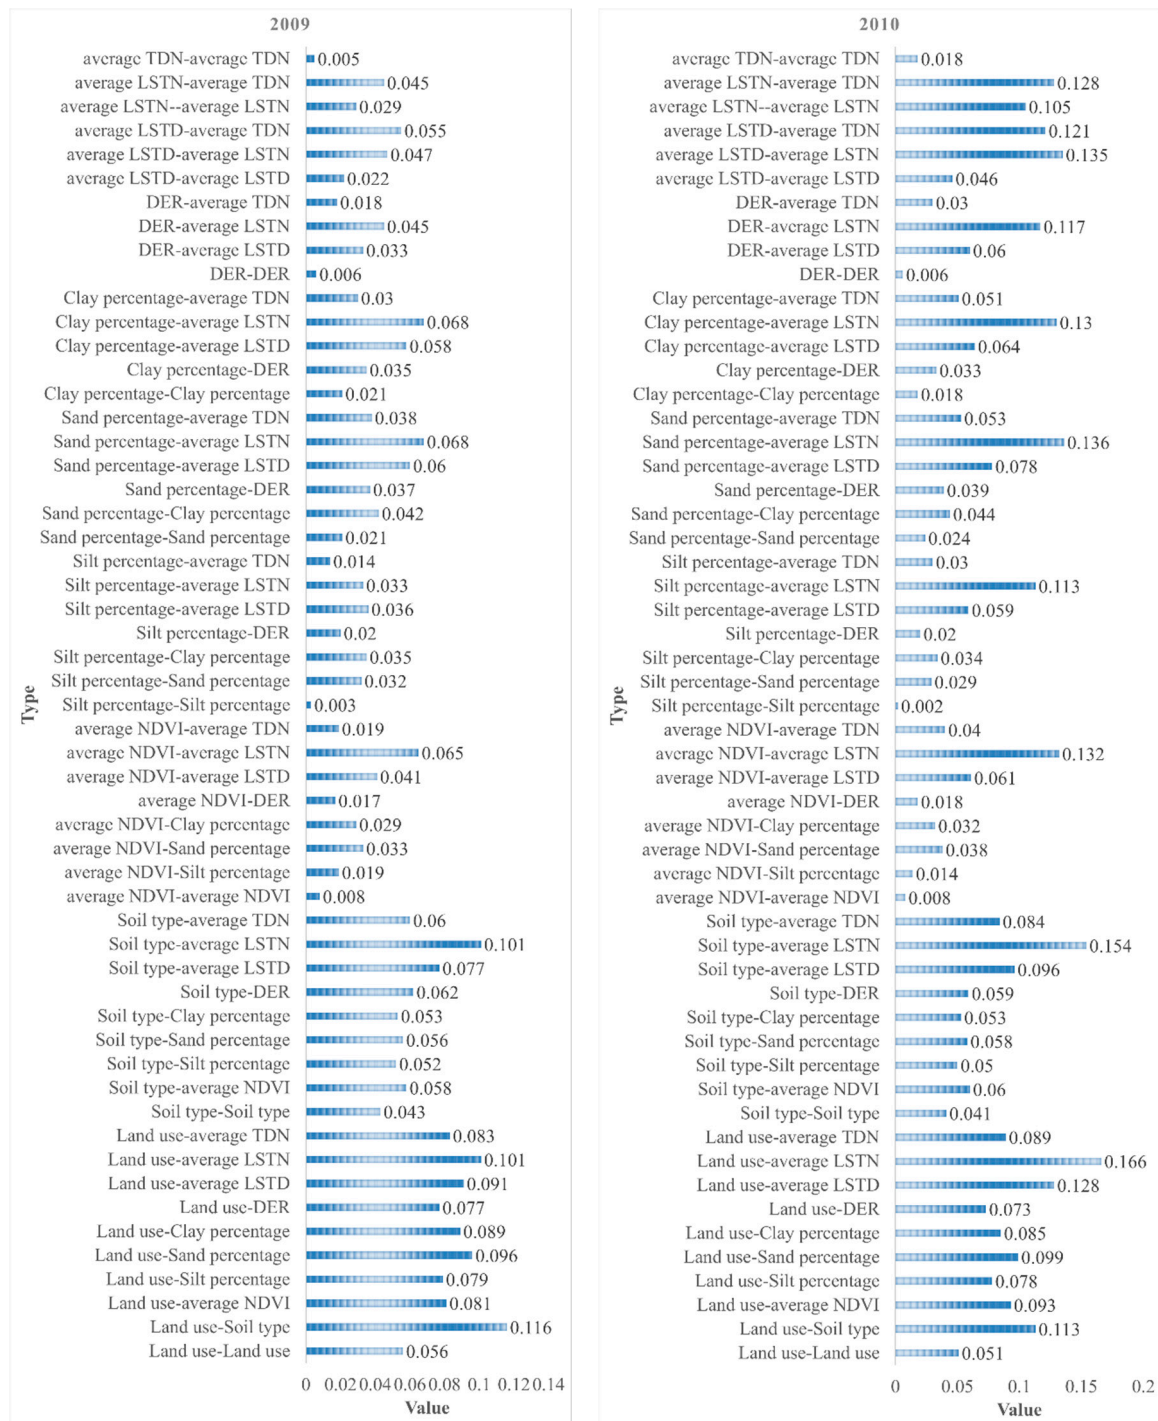 2009
average TDN-average TDN 0.005
average LSTN-average TDN 0.045
average LSTN--average LSTN 0.029
average LSTD-average TDN 0.055
average LSTD-average LSTN 0.047
average LSTD-average LSTD 0.022
DER-average TDN 0.018
DER-average LSTN 0.045
DER-average LSTD 0.033
DER-DER 0.006
Clay percentage-average TDN 0.03
Clay percentage-average LSTN 0.068
Clay percentage-average LSTD 0.058
Clay percentage-DER 0.035
Clay percentage-Clay percentage 0.021
Sand percentage-average TDN 0.038
Sand percentage-average LSTN 0.068
Sand percentage-average LSTD 0.06
Sand percentage-DER 0.037
Sand percentage-Clay percentage 0.042
Sand percentage-Sand percentage 0.021
Silt percentage-average TDN 0.014
Silt percentage-average LSTN 0.033
Silt percentage-average LSTD 0.036
Silt percentage-DER 0.02
Silt percentage-Clay percentage 0.035
Silt percentage-Sand percentage 0.032
Silt percentage-Silt percentage 0.003
average NDVI-average TDN 0.019
average NDVI-average LSTN 0.065
average NDVI-average LSTD 0.041
average NDVI-DER 0.017
average NDVI-Clay percentage 0.029
average NDVI-Sand percentage 0.033
average NDVI-Silt percentage 0.019
average NDVI-average NDVI 0.008
Soil type-average TDN 0.06
Soil type-average LSTN 0.101
Soil type-average LSTD 0.077
Soil type-DER 0.062
Soil type-Clay percentage 0.053
Soil type-Sand percentage 0.056
Soil type-Silt percentage 0.052
Soil type-average NDVI 0.058
Soil type-Soil type 0.043
Land use-average TDN 0.083
Land use-average LSTN 0.101
Land use-average LSTD 0.091
Land use-DER 0.077
Land use-Clay percentage 0.089
Land use-Sand percentage 0.096
Land use-Silt percentage 0.079
Land use-average NDVI 0.081
Land use-Soil type 0.116
Land use-Land use 0.056
Type
0 0.02 0.04 0.06 0.08 0.1 0.12 0.14
Value
2010
average TDN-average TDN 0.018
average LSTN-average TDN 0.128
average LSTN--average LSTN 0.105
average LSTD-average TDN 0.121
average LSTD-average LSTN 0.135
average LSTD-average LSTD 0.046
DER-average TDN 0.03
DER-average LSTN 0.117
DER-average LSTD 0.06
DER-DER 0.006
Clay percentage-average TDN 0.051
Clay percentage-average LSTN 0.13
Clay percentage-average LSTD 0.064
Clay percentage-DER 0.033
Clay percentage-Clay percentage 0.018
Sand percentage-average TDN 0.053
Sand percentage-average LSTN 0.136
Sand percentage-average LSTD 0.078
Sand percentage-DER 0.039
Sand percentage-Clay percentage 0.044
Sand percentage-Sand percentage 0.024
Silt percentage-average TDN 0.03
Silt percentage-average LSTN 0.113
Silt percentage-average LSTD 0.059
Silt percentage-DER 0.02
Silt percentage-Clay percentage 0.034
Silt percentage-Sand percentage 0.029
Silt percentage-Silt percentage 0.002
average NDVI-average TDN 0.04
average NDVI-average LSTN 0.132
average NDVI-average LSTD 0.061
average NDVI-DER 0.018
average NDVI-Clay percentage 0.032
average NDVI-Sand percentage 0.038
average NDVI-Silt percentage 0.014
average NDVI-average NDVI 0.008
Soil type-average TDN 0.084
Soil type-average LSTN 0.154
Soil type-average LSTD 0.096
Soil type-DER 0.059
Soil type-Clay percentage 0.053
Soil type-Sand percentage 0.058
Soil type-Silt percentage 0.05
Soil type-average NDVI 0.06
Soil type-Soil type 0.041
Land use-average TDN 0.089
Land use-average LSTN 0.166
Land use-average LSTD 0.128
Land use-DER 0.073
Land use-Clay percentage 0.085
Land use-Sand percentage 0.099
Land use-Silt percentage 0.078
Land use-average NDVI 0.093
Land use-Soil type 0.113
Land use-Land use 0.051
Type
0 0.05 0.1 0.15 0.2
Value